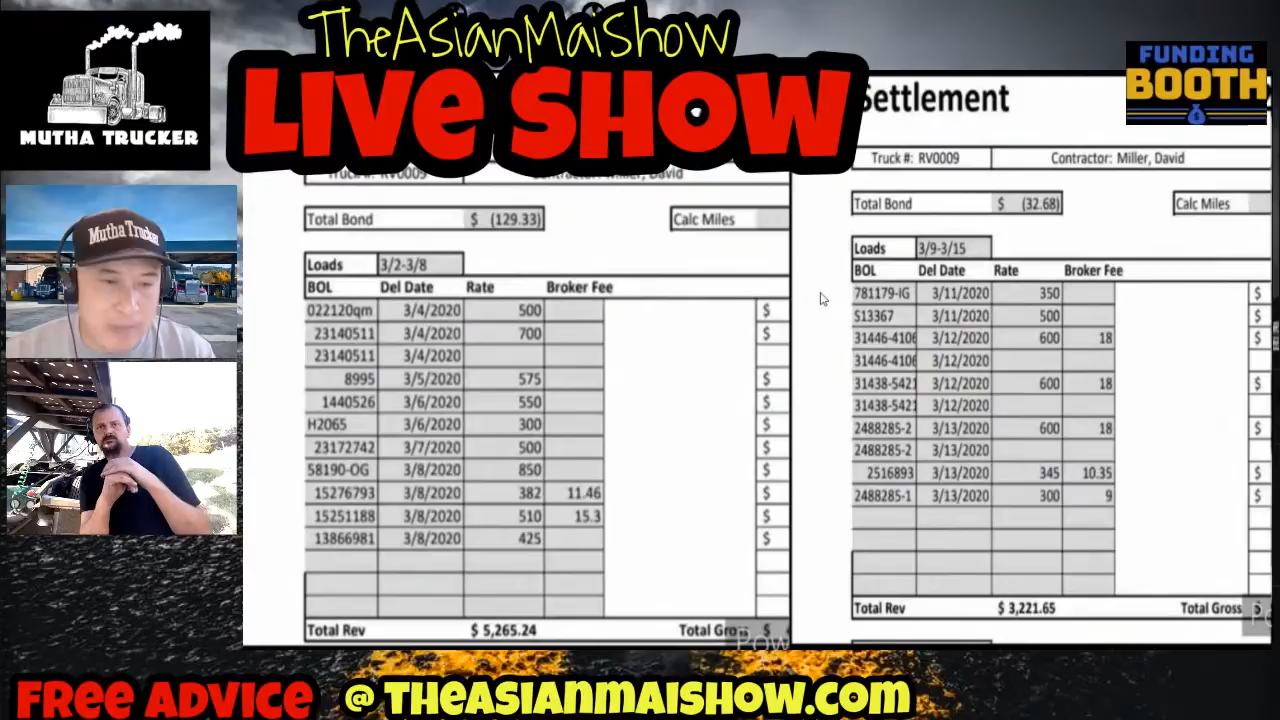 TheAsianMaiShow
LIVE SHOW
MUTHA TRUCKER
FUNDING
BOOTH
MuthaTrucker
Truck #: RV0009 Contractor: Miller, David
Total Bond $ (129.33) Calc Miles
Loads 3/2-3/8
BOL Del Date Rate Broker Fee
022120qm 3/4/2020 500 $
23140511 3/4/2020 700 $
23140511 3/4/2020
8995 3/5/2020 575 $
1440526 3/6/2020 550 $
H2065 3/6/2020 300 $
23172742 3/7/2020 500 $
58190-OG 3/8/2020 850 $
15276793 3/8/2020 382 11.46 $
15251188 3/8/2020 510 15.3 $
13866981 3/8/2020 425 $
Total Rev $ 5,265.24 Total Gro $
Pow
Settlement
Truck #: RV0009 Contractor: Miller, David
Total Bond $ (32.68) Calc Miles
Loads 3/9-3/15
BOL Del Date Rate Broker Fee
781179-IG 3/11/2020 350 $
S13367 3/11/2020 500 $
31446-4106 3/12/2020 600 18 $
31446-4106 3/12/2020
31438-5421 3/12/2020 600 18 $
31438-5421 3/12/2020
2488285-2 3/13/2020 600 18 $
2488285-2 3/13/2020
2516893 3/13/2020 345 10.35 $
2488285-1 3/13/2020 300 9 $
Total Rev $ 3,221.65 Total Gross $
FREE ADVICE @ THEASIANMAISHOW.COM